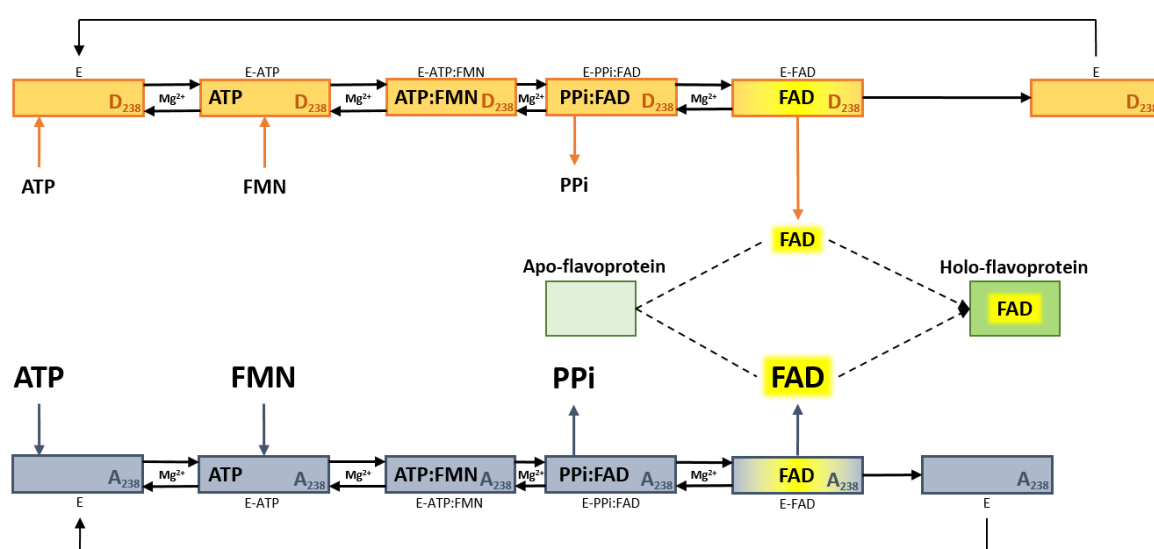 E E-ATP E-ATP:FMN E-PPi:FAD E-FAD E
D238 Mg2+ ATP D238 Mg2+ ATP:FMN D238 Mg2+ PPi:FAD D238 Mg2+ FAD D238 D238
ATP FMN PPi
FAD
Apo-flavoprotein Holo-flavoprotein
FAD
ATP FMN PPi FAD
A238 Mg2+ ATP A238 Mg2+ ATP:FMN A238 Mg2+ PPi:FAD A238 Mg2+ FAD A238 A238
E E-ATP E-ATP:FMN E-PPi:FAD E-FAD E